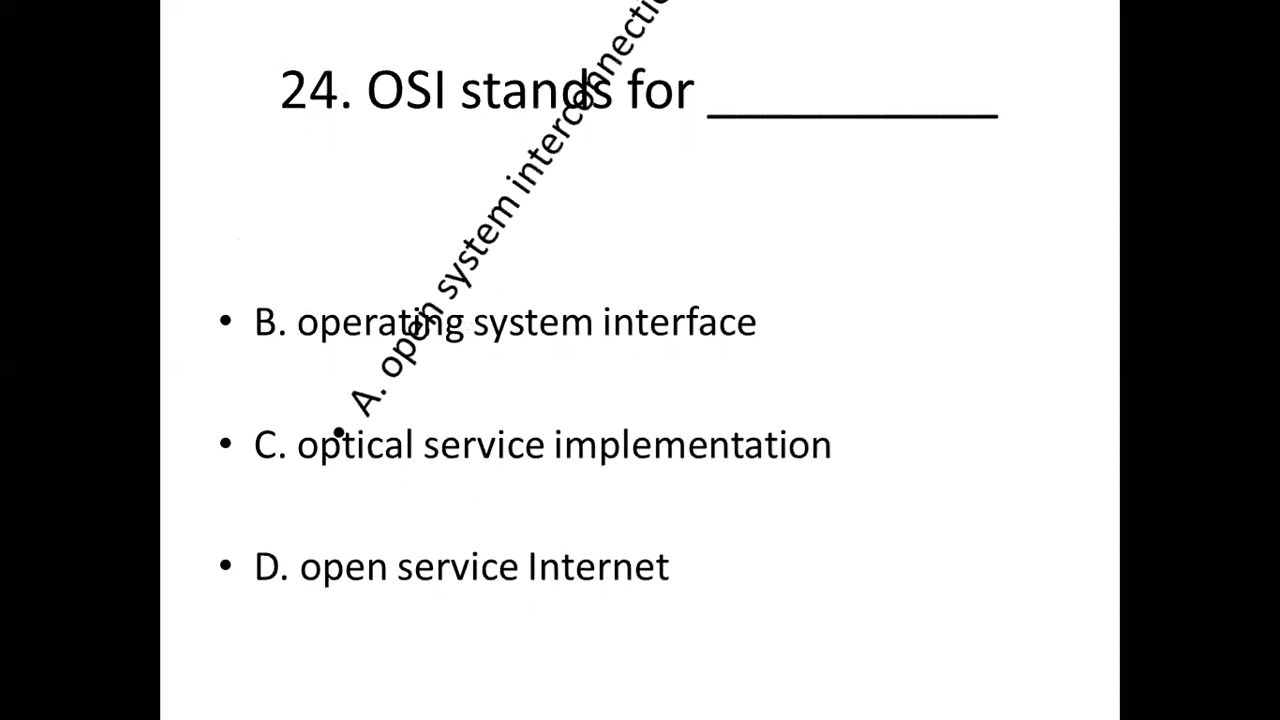 24. OSI stands for ___________
• A. open system interconnectio
• B. operating system interface
• C. optical service implementation
• D. open service Internet